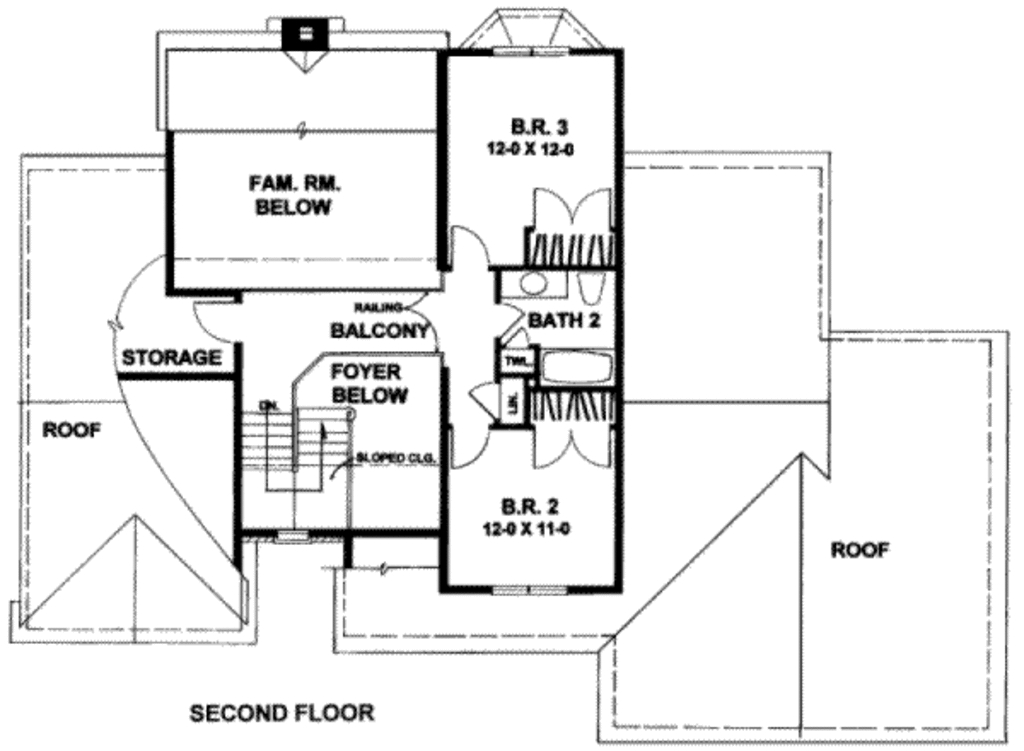 B.R. 3
12-0 X 12-0
FAM. RM.
BELOW
RAILING
BALCONY
BATH 2
STORAGE
TWL.
FOYER
BELOW
DN.
LIN.
ROOF
SLOPED CLG.
B.R. 2
12-0 X 11-0
ROOF
SECOND FLOOR